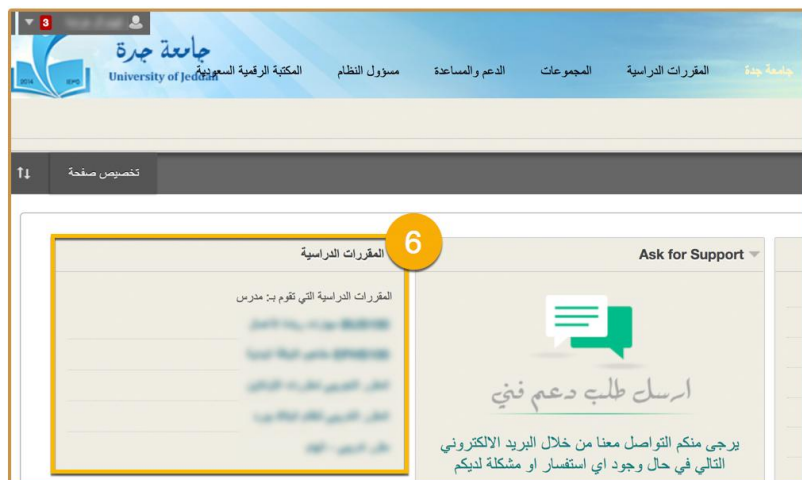 3
جامعة جدة
University of Jeddah
جامعة جدة
المقررات الدراسية
المجموعات
الدعم والمساعدة
مسؤول النظام
المكتبة الرقمية السعودية
تخصيص صفحة
Ask for Support
ارسل طلب دعم فني
يرجى منكم التواصل معنا من خلال البريد الالكتروني
التالي في حال وجود اي استفسار او مشكلة لديكم
6
المقررات الدراسية
المقررات الدراسية التي تقوم بـ: مدرس